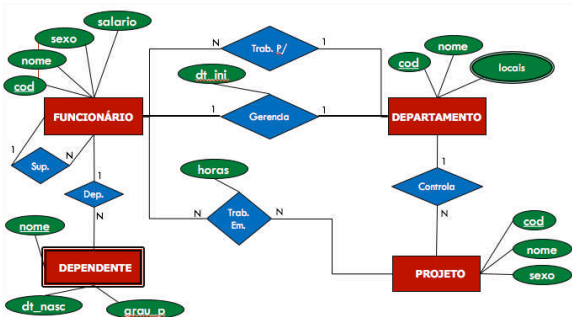 salario
sexo
nome
cod
N
Trab. P/
1
nome
cod
locais
dt_ini
FUNCIONÁRIO
1
Gerencia
1
DEPARTAMENTO
1
Sup.
N
1
Dep.
N
horas
1
Controla
N
N
Trab.
Em.
N
nome
DEPENDENTE
dt_nasc
grau_p
PROJETO
cod
nome
sexo